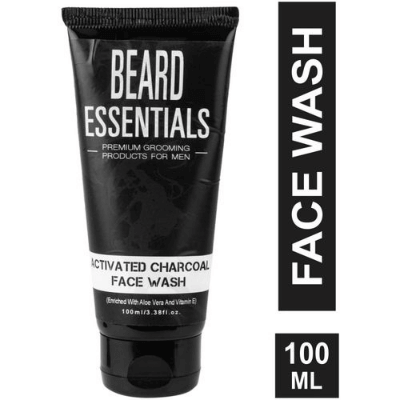 BEARD
ESSENTIALS
PREMIUM GROOMING
PRODUCTS FOR MEN
ACTIVATED CHARCOAL
FACE WASH
(Enriched With Aloe Vera And Vitamin E)
100ml/3.38fl.oz.
FACE WASH
100
ML